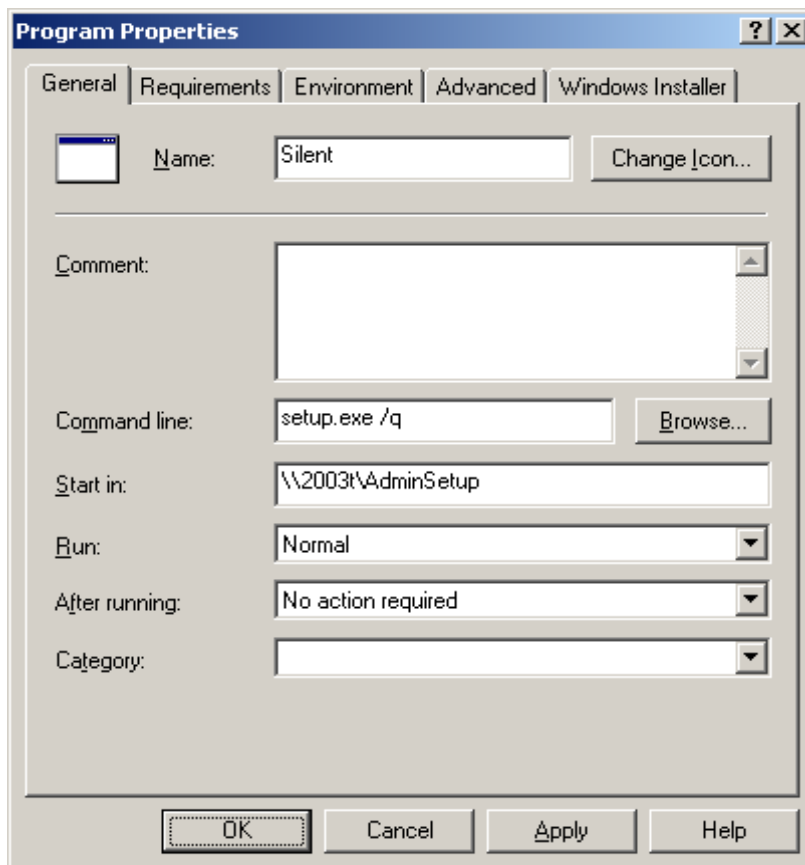 Program Properties
General Requirements Environment Advanced Windows Installer
Name: Silent Change Icon...
Comment:
Command line: setup.exe /q Browse...
Start in: \\2003t\AdminSetup
Run: Normal
After running: No action required
Category:
OK Cancel Apply Help